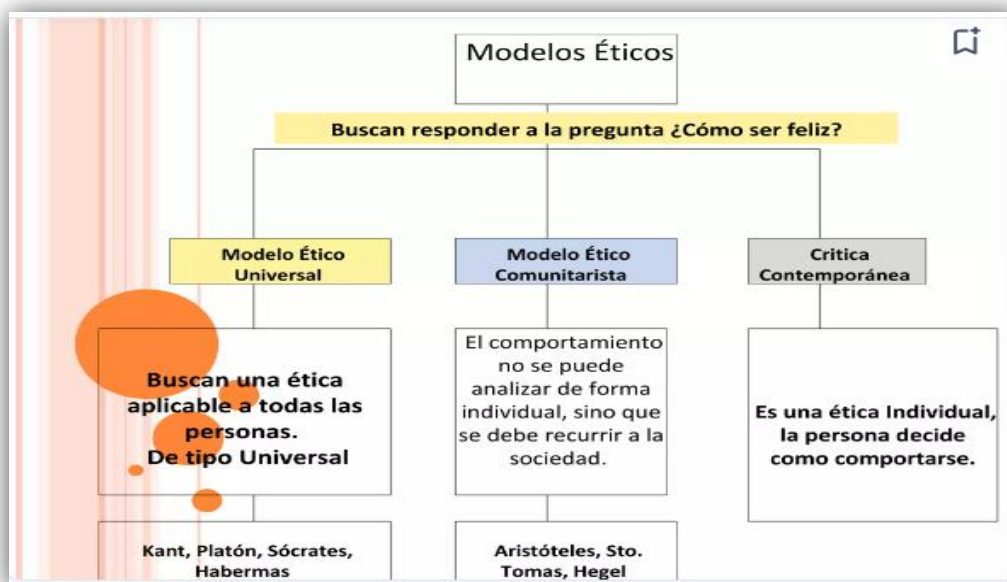 Modelos Éticos
Buscan responder a la pregunta ¿Cómo ser feliz?
Modelo Ético
Universal
Modelo Ético
Comunitarista
Critica
Contemporánea
Buscan una ética
aplicable a todas las
personas.
De tipo Universal
El comportamiento
no se puede
analizar de forma
individual, sino que
se debe recurrir a la
sociedad.
Es una ética Individual,
la persona decide
como comportarse.
Kant, Platón, Sócrates,
Habermas
Aristóteles, Sto.
Tomas, Hegel